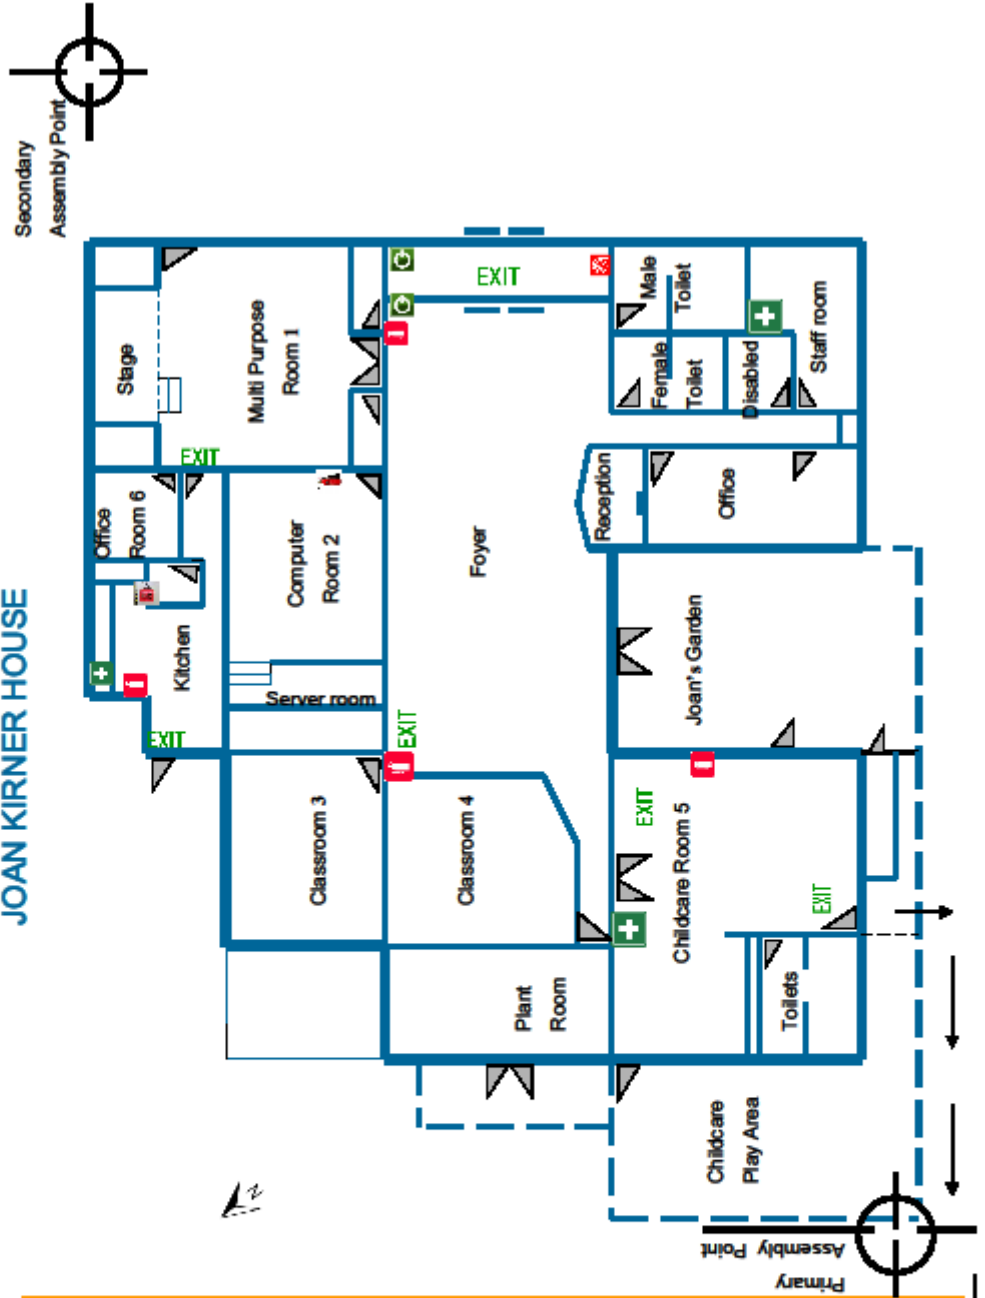 JOAN KIRNER HOUSE
Secondary
Assembly Point
Stage
Multi Purpose
Room 1
EXIT
EXIT
Male
Toilet
Female
Toilet
Disabled
Staff room
Office
Room 6
Kitchen
EXIT
Computer
Room 2
Server room
Foyer
Reception
Office
Joan's Garden
EXIT
Classroom 3
Classroom 4
EXIT
Childcare Room 5
EXIT
Plant
Room
Toilets
Childcare
Play Area
N
Primary
Assembly Point